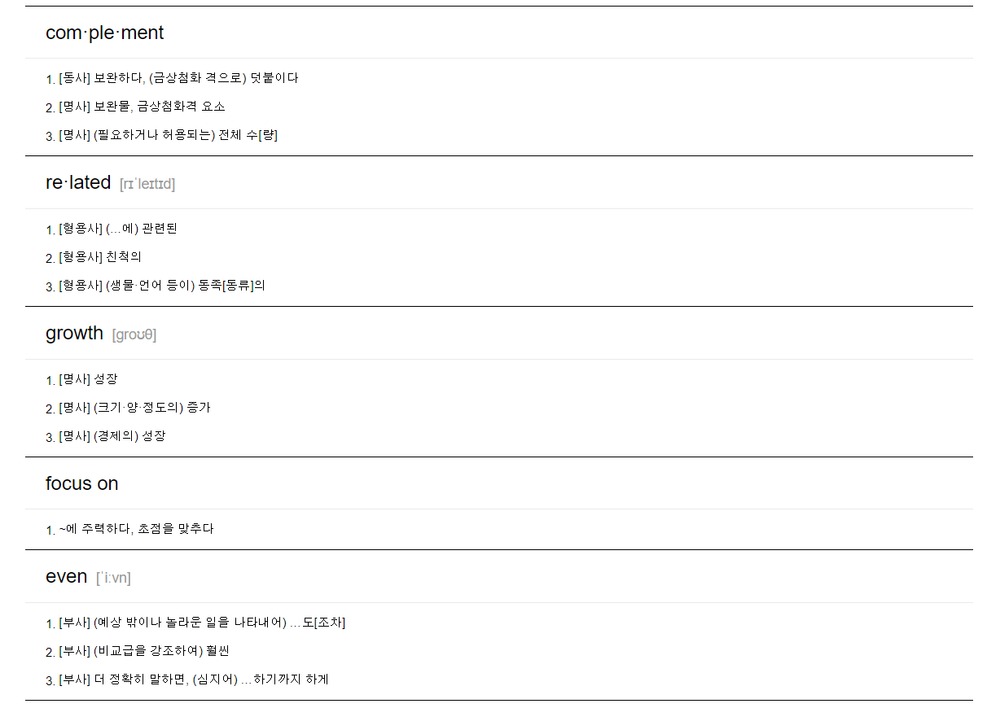 com·ple·ment
1. [동사] 보완하다, (금상첨화 격으로) 덧붙이다
2. [명사] 보완물, 금상첨화격 요소
3. [명사] (필요하거나 허용되는) 전체 수[량]
re·lated [rɪˈleɪtɪd]
1. [형용사] (…에) 관련된
2. [형용사] 친척의
3. [형용사] (생물·언어 등이) 동족[동류]의
growth [groʊθ]
1. [명사] 성장
2. [명사] (크기·양·정도의) 증가
3. [명사] (경제의) 성장
focus on
1. ~에 주력하다, 초점을 맞추다
even [ˈiːvn]
1. [부사] (예상 밖이나 놀라운 일을 나타내어) …도[조차]
2. [부사] (비교급을 강조하여) 훨씬
3. [부사] 더 정확히 말하면, (심지어) …하기까지 하게